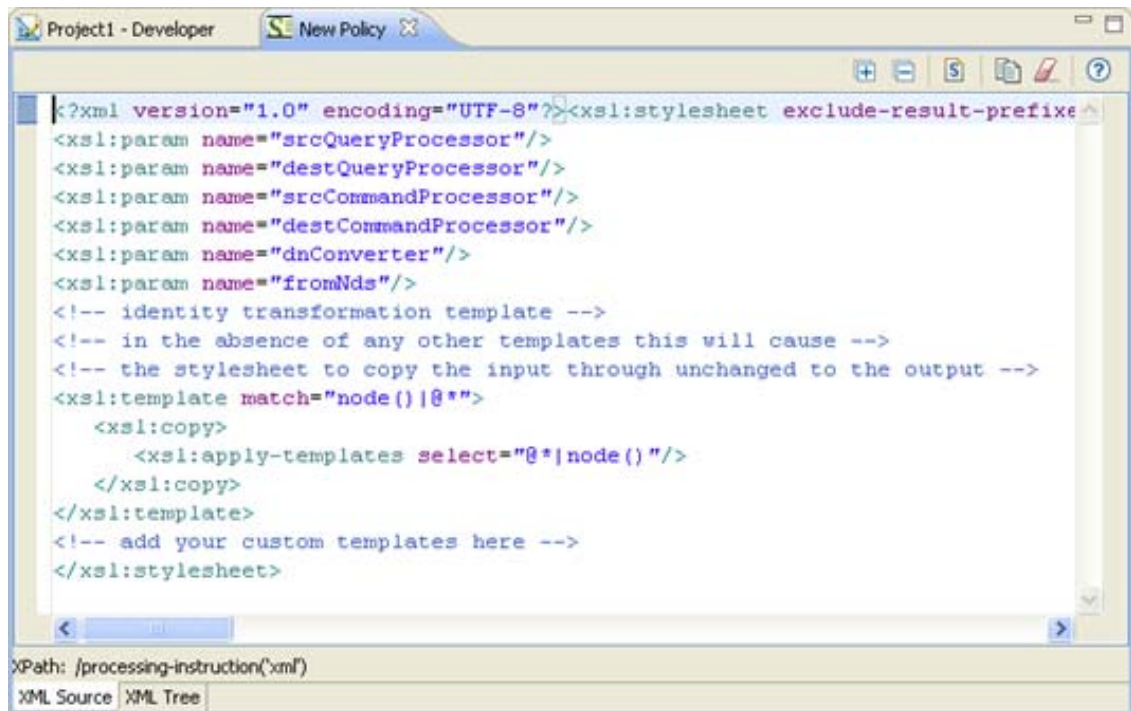 Project1 - Developer
S New Policy
S
?
<?xml version="1.0" encoding="UTF-8"?><xsl:stylesheet exclude-result-prefixe
<xsl:param name="srcQueryProcessor"/>
<xsl:param name="destQueryProcessor"/>
<xsl:param name="srcCommandProcessor"/>
<xsl:param name="destCommandProcessor"/>
<xsl:param name="dnConverter"/>
<xsl:param name="fromNds"/>
<!-- identity transformation template -->
<!-- in the absence of any other templates this will cause -->
<!-- the stylesheet to copy the input through unchanged to the output -->
<xsl:template match="node()|@*">
<xsl:copy>
<xsl:apply-templates select="@*|node()"/>
</xsl:copy>
</xsl:template>
<!-- add your custom templates here -->
</xsl:stylesheet>
XPath: /processing-instruction('xml')
XML Source XML Tree